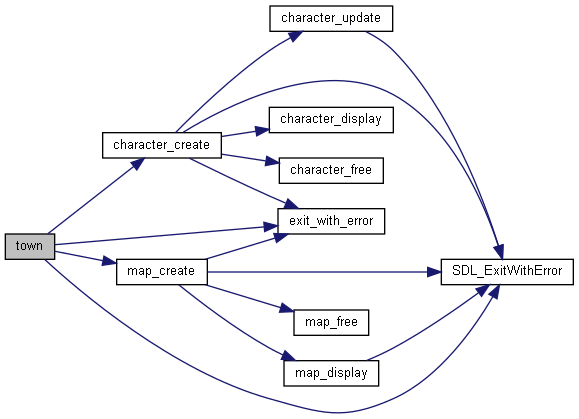 character_update
character_display
character_create
character_free
exit_with_error
town
map_create
SDL_ExitWithError
map_free
map_display